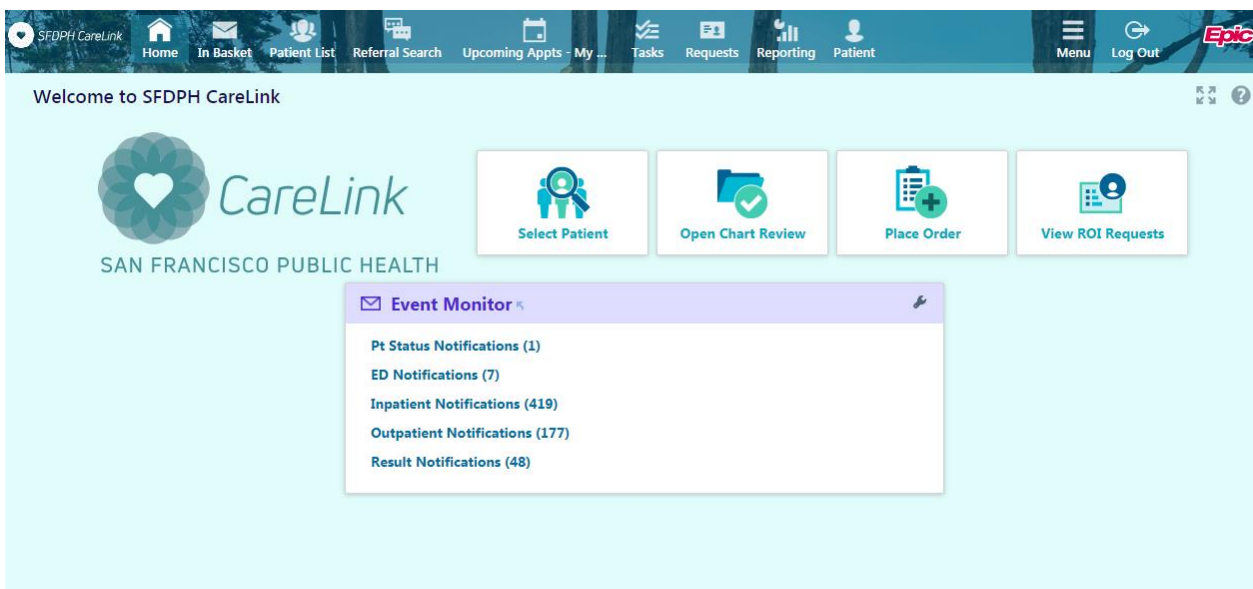 SFDPH CareLink
Home In Basket Patient List Referral Search Upcoming Appts - My ... Tasks Requests Reporting Patient Menu Log Out
Epic
Welcome to SFDPH CareLink
CareLink
SAN FRANCISCO PUBLIC HEALTH
Select Patient
Open Chart Review
Place Order
View ROI Requests
Event Monitor
Pt Status Notifications (1)
ED Notifications (7)
Inpatient Notifications (419)
Outpatient Notifications (177)
Result Notifications (48)